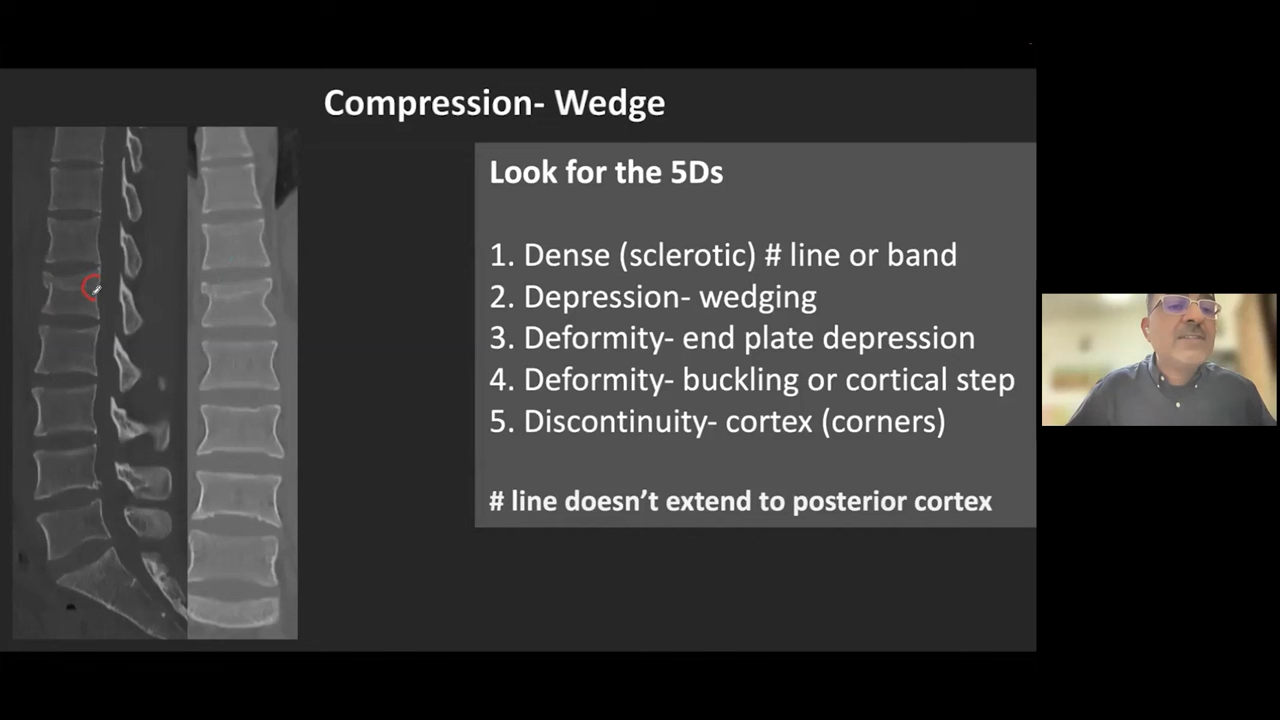 Compression- Wedge
Look for the 5Ds
1. Dense (sclerotic) # line or band
2. Depression- wedging
3. Deformity- end plate depression
4. Deformity- buckling or cortical step
5. Discontinuity- cortex (corners)
# line doesn’t extend to posterior cortex